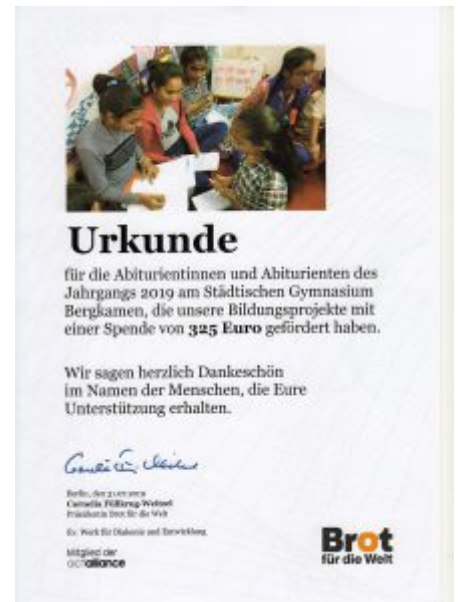 Urkunde
für die Abiturientinnen und Abiturienten des
Jahrgangs 2019 am Städtischen Gymnasium
Bergkamen, die unsere Bildungsprojekte mit
einer Spende von 325 Euro gefördert haben.
Wir sagen herzlich Dankeschön
im Namen der Menschen, die Eure
Unterstützung erhalten.
Berlin, den
Cornelia Füllkrug-Weitzel
Präsidentin Brot für die Welt
Ev. Werk für Diakonie und Entwicklung
Mitglied der
actalliance
Brot
für die Welt